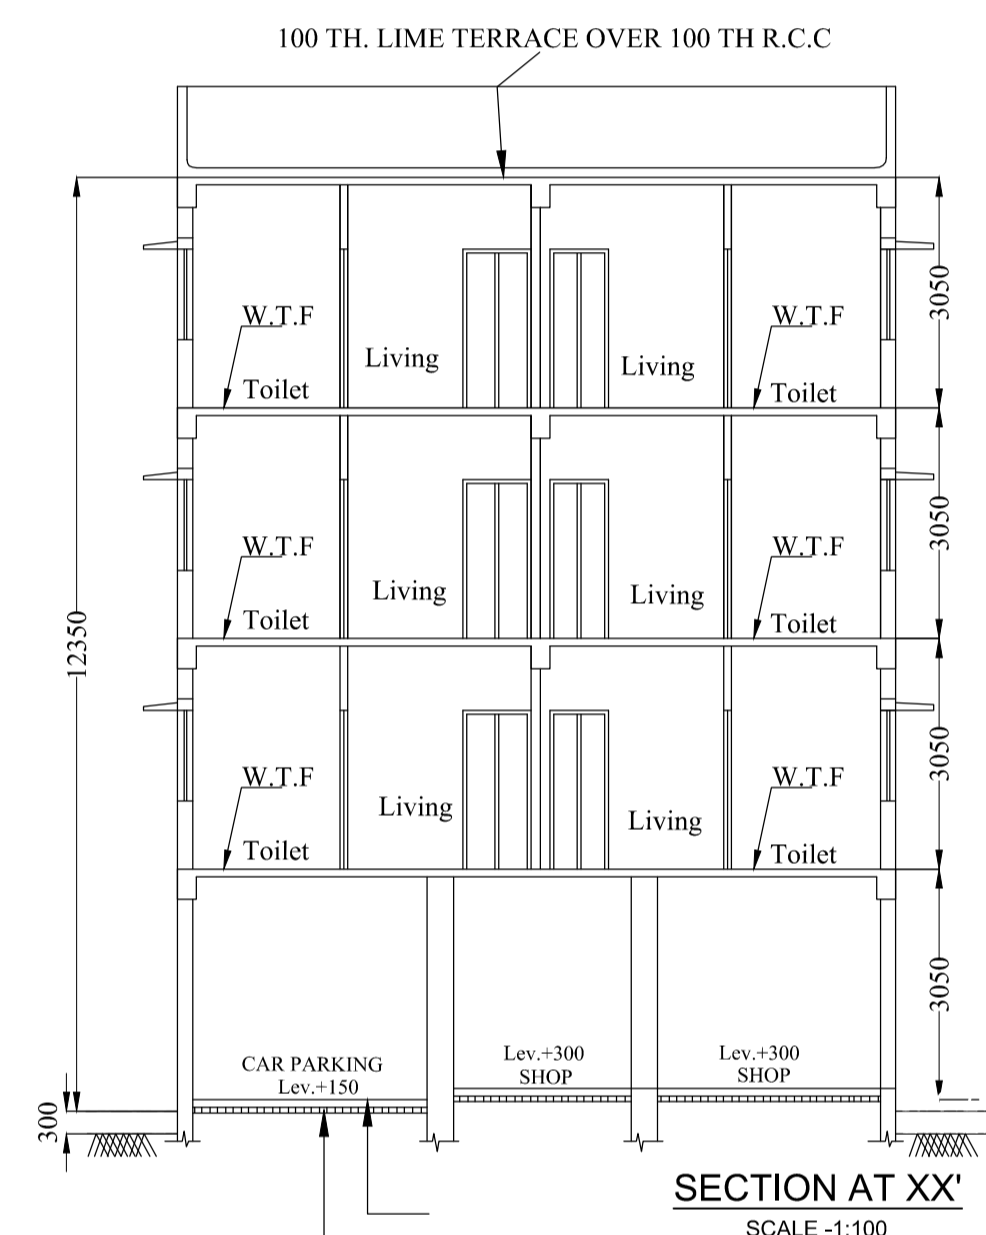 100 TH. LIME TERRACE OVER 100 TH R.C.C
3050
W.T.F
W.T.F
Living
Living
Toilet
Toilet
3050
W.T.F
W.T.F
Living
Living
Toilet
Toilet
12350
3050
W.T.F
W.T.F
Living
Living
Toilet
Toilet
3050
CAR PARKING
Lev.+150
Lev.+300
SHOP
Lev.+300
SHOP
300
SECTION AT XX'
SCALE -1:100